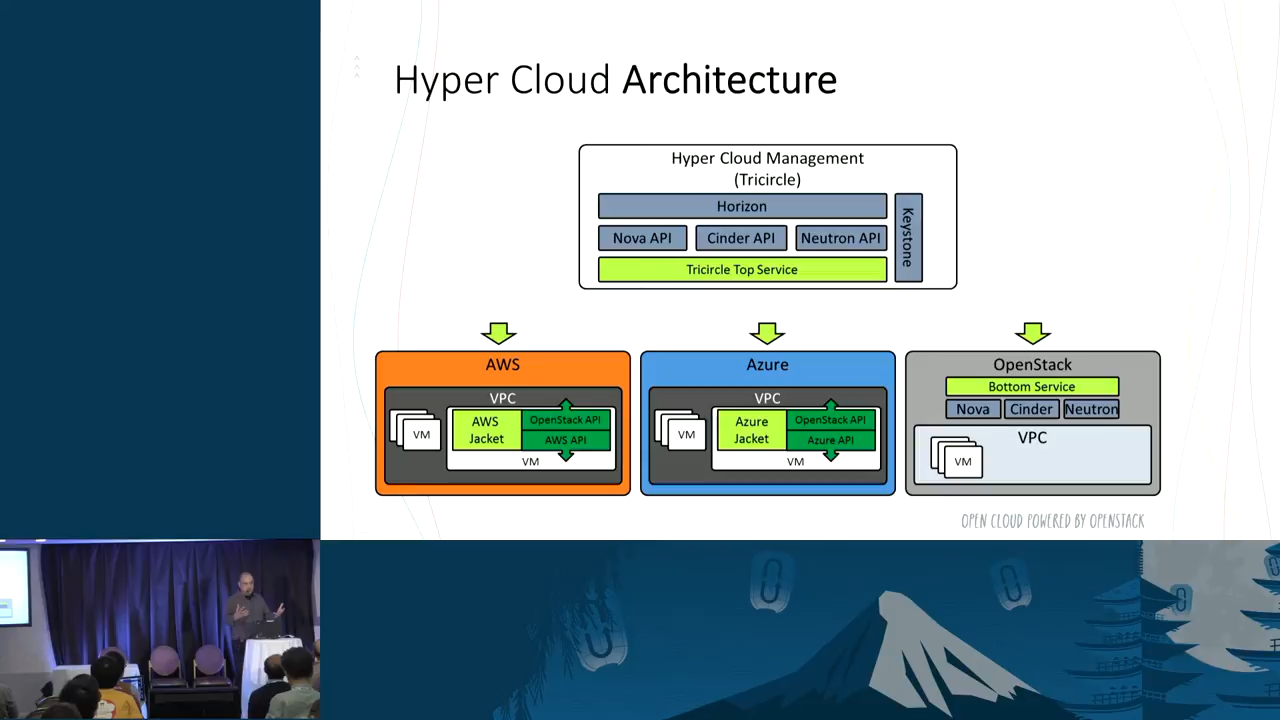 Hyper Cloud Architecture
Hyper Cloud Management
(Tricircle)
Horizon
Nova API
Cinder API
Neutron API
Keystone
Tricircle Top Service
AWS
VPC
VM
AWS
Jacket
OpenStack API
AWS API
VM
Azure
VPC
VM
Azure
Jacket
OpenStack API
Azure API
VM
OpenStack
Bottom Service
Nova
Cinder
Neutron
VPC
VM
OPEN CLOUD POWERED BY OPENSTACK